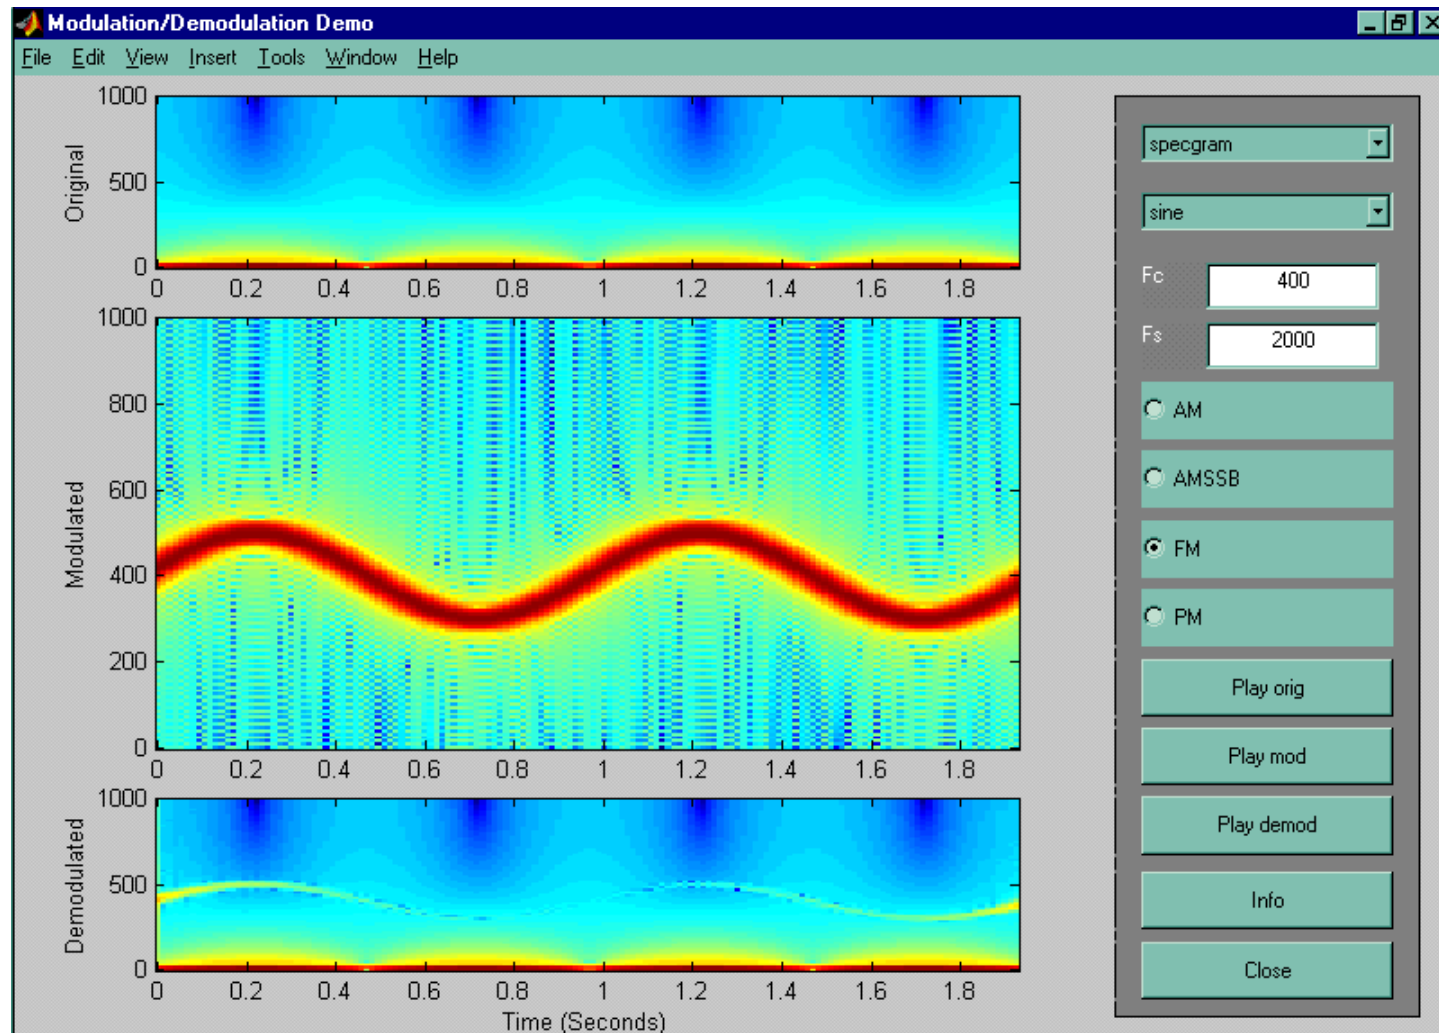 Modulation/Demodulation Demo
File Edit View Insert Tools Window Help
Original
1000
500
0
0 0.2 0.4 0.6 0.8 1 1.2 1.4 1.6 1.8
Modulated
1000
800
600
400
200
0
0 0.2 0.4 0.6 0.8 1 1.2 1.4 1.6 1.8
Demodulated
1000
500
0
0 0.2 0.4 0.6 0.8 1 1.2 1.4 1.6 1.8
Time (Seconds)
specgram
sine
Fc 400
Fs 2000
AM
AMSSB
FM
PM
Play orig
Play mod
Play demod
Info
Close